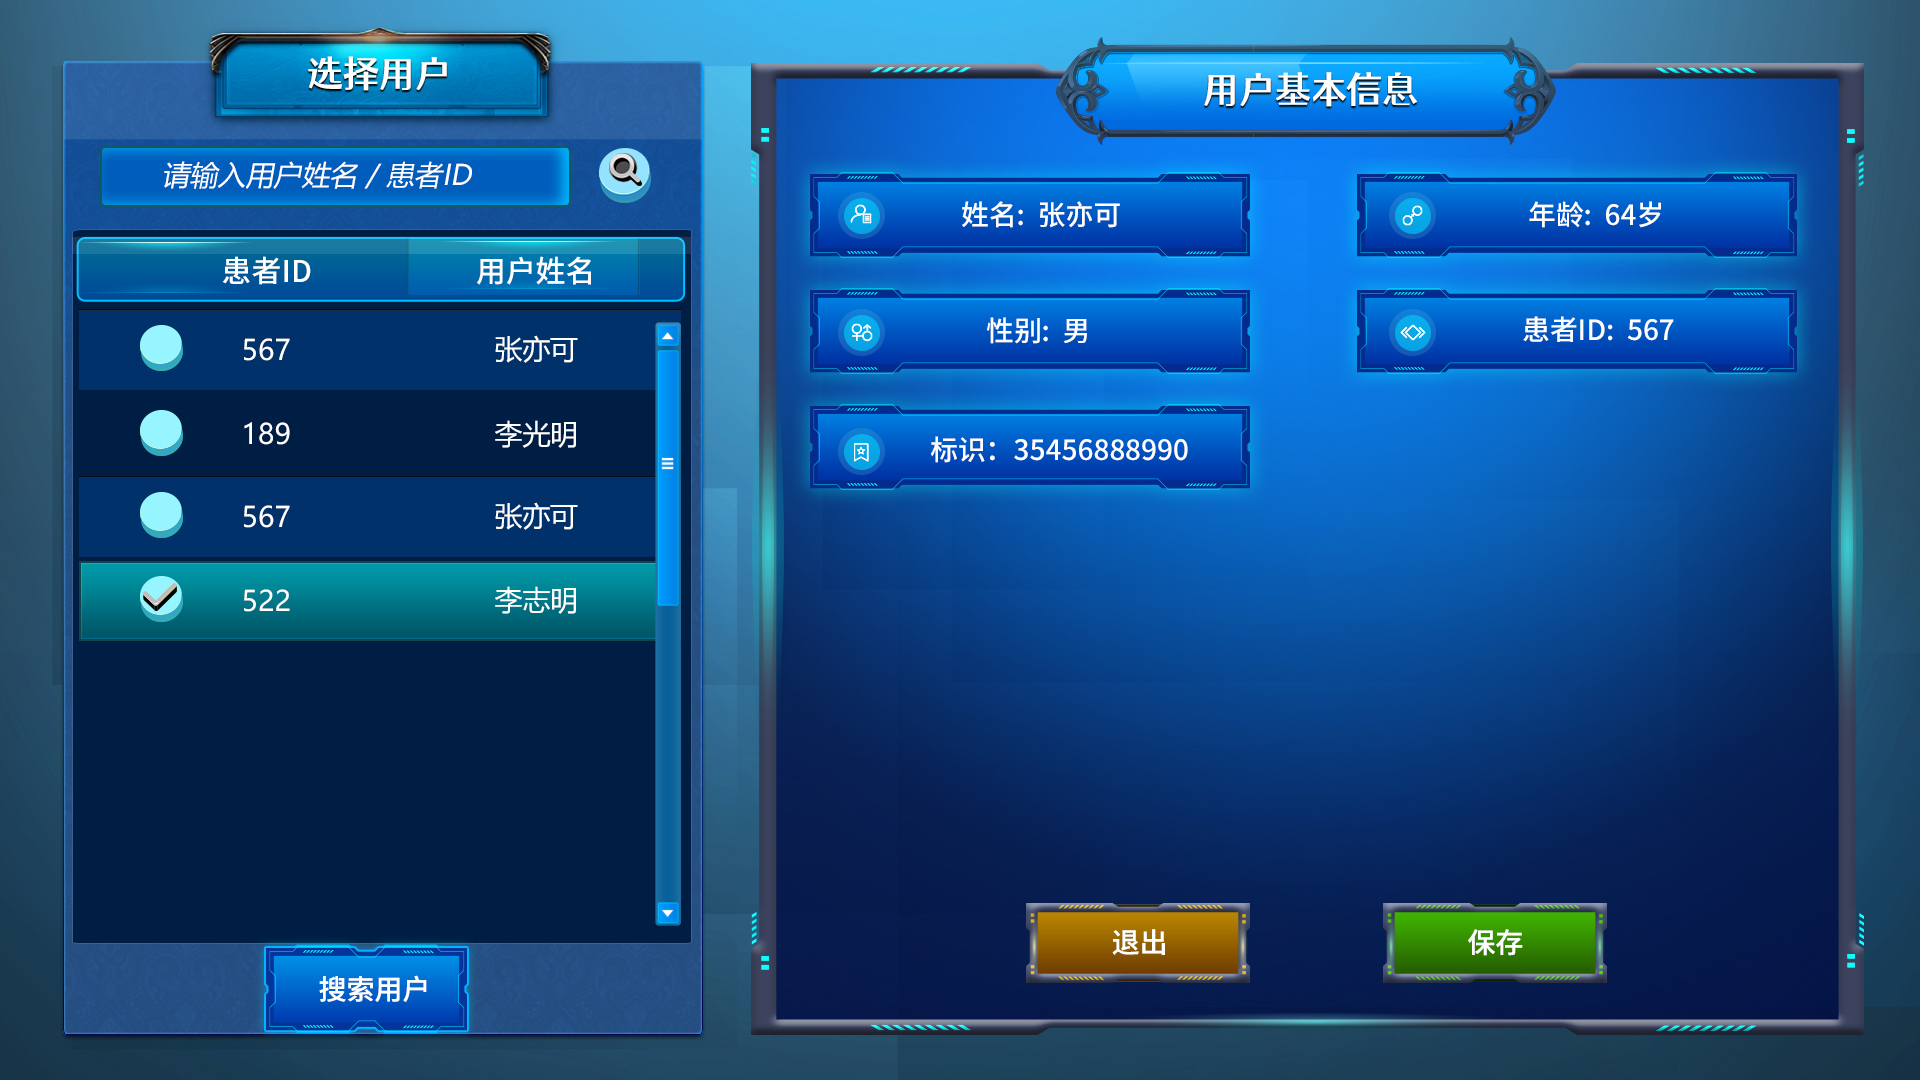 选择用户
请输入用户姓名 / 患者ID
患者ID 用户姓名
567 张亦可
189 李光明
567 张亦可
522 李志明
搜索用户
用户基本信息
姓名: 张亦可
年龄: 64岁
性别: 男
患者ID: 567
标识: 35456888990
退出
保存